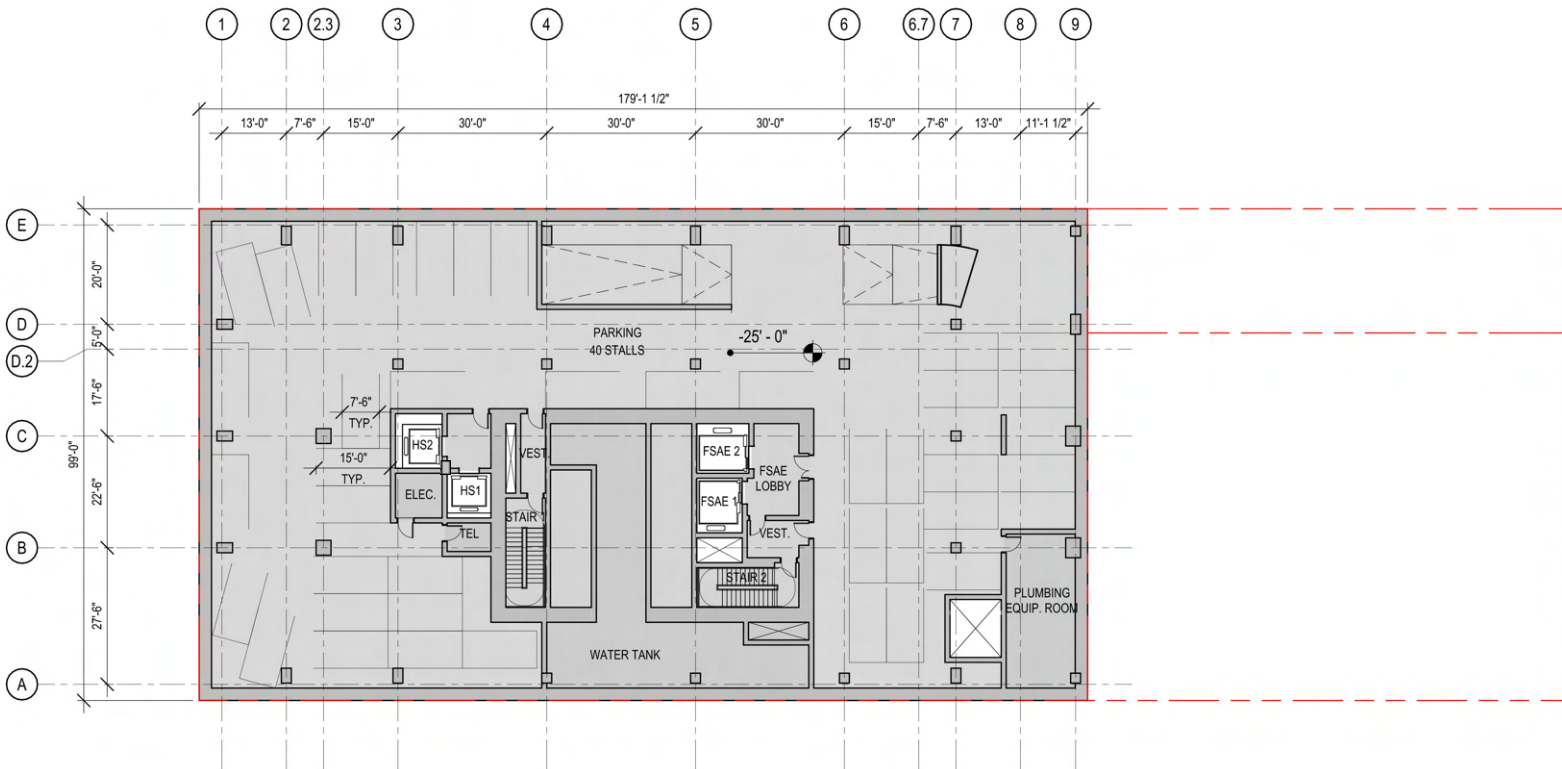 1 2 2.3 3 4 5 6 6.7 7 8 9
179'-1 1/2"
13'-0" 7'-6" 15'-0" 30'-0" 30'-0" 30'-0" 15'-0" 7'-6" 13'-0" 11'-1 1/2"
E
20'-0"
D
5'-0"
D.2
17'-6"
C
99'-0"
22'-6"
B
27'-6"
A
PARKING
40 STALLS
-25' - 0"
7'-6"
TYP.
15'-0"
TYP.
HS2
HS1
ELEC.
TEL
VEST.
STAIR 1
FSAE 2
FSAE 1
FSAE
LOBBY
VEST.
STAIR 2
WATER TANK
PLUMBING
EQUIP. ROOM